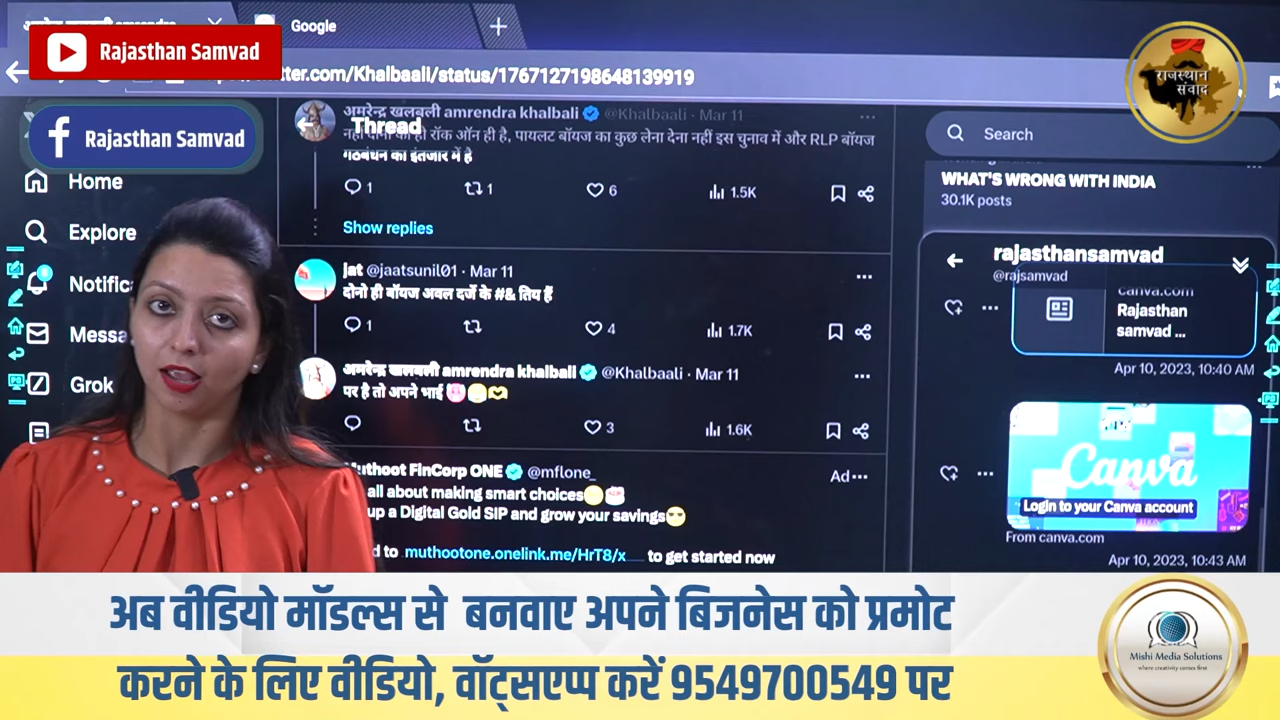 Google
Rajasthan Samvad
tter.com/Khalbaali/status/1767127198648139919
राजस्थान
संवाद
Rajasthan Samvad
Home
Explore
Notific
Messa
Grok
अमरेन्द्र खलबली amrendra khalbali @Khalbaali · Mar 11
Thread
नहीं दोनों का ही रॉक ऑन ही है, पायलट बॉयज का कुछ लेना देना नहीं इस चुनाव में और RLP बॉयज
गठबंधन का इंतजार में है
1 1 6 1.5K
Show replies
jat @jaatsunil01 · Mar 11
दोनो ही बॉयज अवल दर्जे के #& तिय हैं
1 4 1.7K
अमरेन्द्र खलबली amrendra khalbali @Khalbaali · Mar 11
पर है तो अपने भाई
3 1.6K
Muthoot FinCorp ONE @mflone_ Ad
all about making smart choices
up a Digital Gold SIP and grow your savings
d to muthootone.onelink.me/HrT8/x to get started now
Search
WHAT'S WRONG WITH INDIA
30.1K posts
rajasthansamvad
@rajsamvad
canva.com
Rajasthan
samvad ...
Apr 10, 2023, 10:40 AM
Canva
Login to your Canva account
From canva.com
Apr 10, 2023, 10:43 AM
अब वीडियो मॉडल्स से बनवाए अपने बिजनेस को प्रमोट
करने के लिए वीडियो, वॉट्सएप्प करें 9549700549 पर
Mishi Media Solutions
where creativity comes first